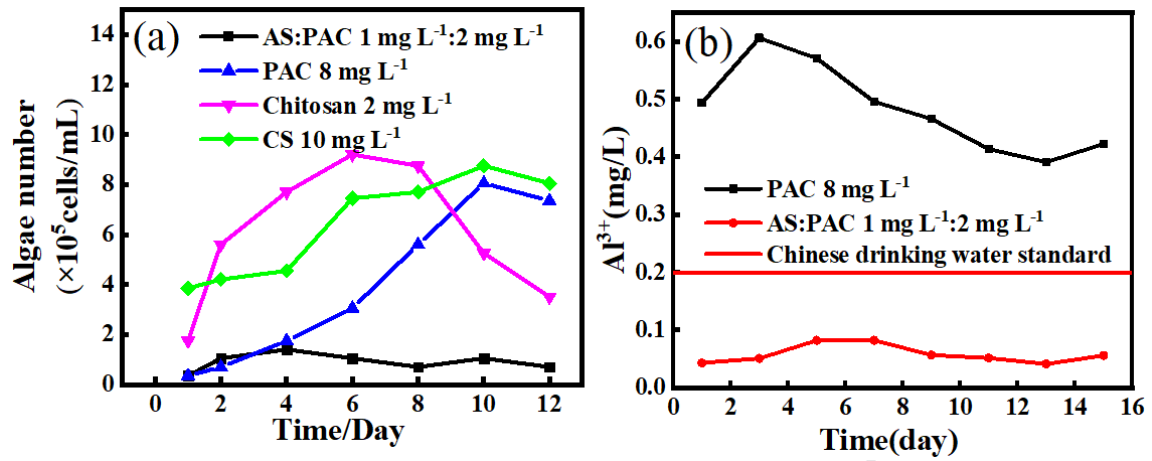 (a)
AS:PAC 1 mg L⁻¹:2 mg L⁻¹
PAC 8 mg L⁻¹
Chitosan 2 mg L⁻¹
CS 10 mg L⁻¹
Algae number
(×10⁵cells/mL)
14
12
10
8
6
4
2
0
0 2 4 6 8 10 12
Time/Day
(b)
PAC 8 mg L⁻¹
AS:PAC 1 mg L⁻¹:2 mg L⁻¹
Chinese drinking water standard
Al³⁺(mg/L)
0.6
0.5
0.4
0.3
0.2
0.1
0.0
0 2 4 6 8 10 12 14 16
Time(day)